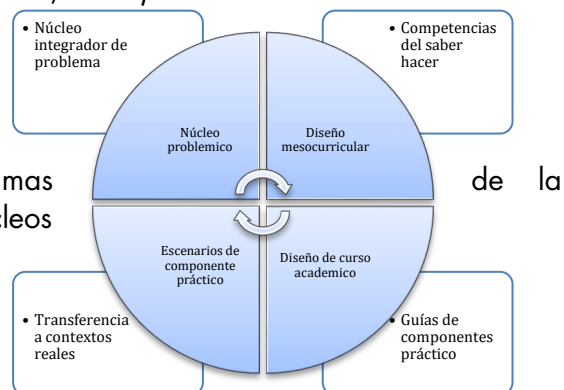 • Núcleo
integrador de
problema
• Competencias
del saber
hacer
Núcleo
problemico
Diseño
mesocurricular
mas
de la
cleos
Escenarios de
componente
práctico
Diseño de curso
academico
• Transferencia
a contextos
reales
• Guías de
componentes
práctico